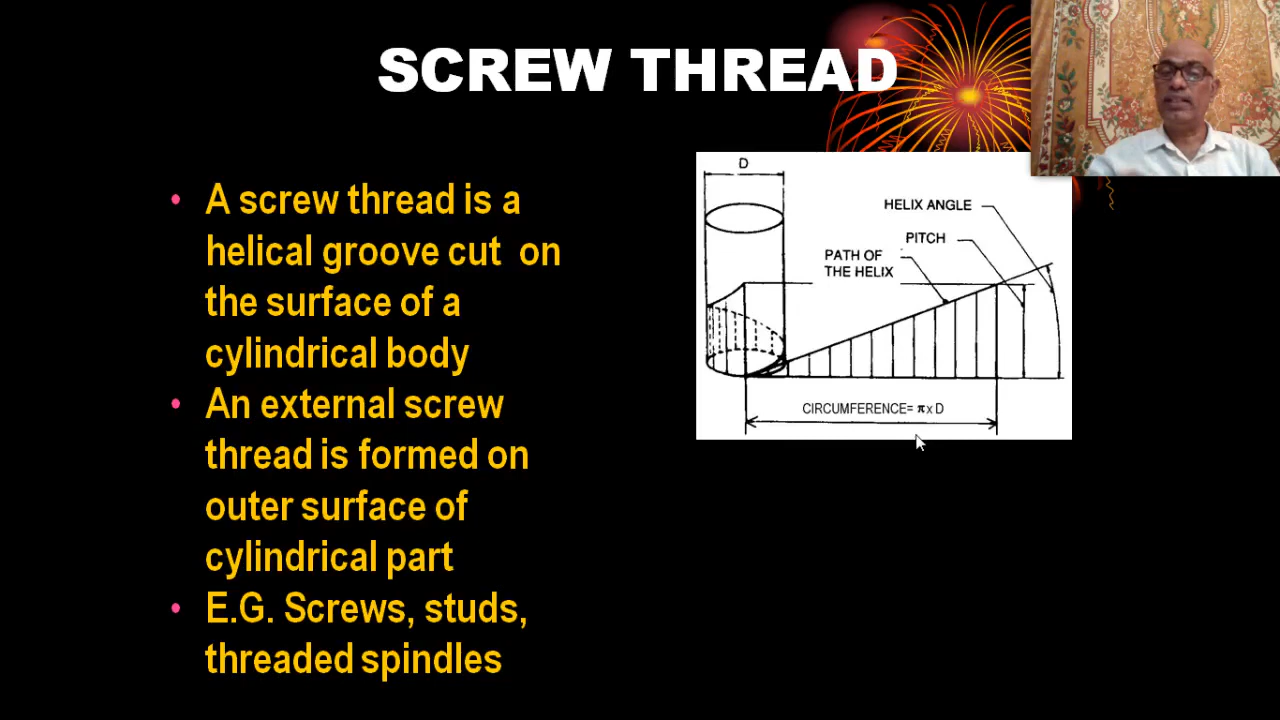 SCREW THREAD
• A screw thread is a
helical groove cut on
the surface of a
cylindrical body
• An external screw
thread is formed on
outer surface of
cylindrical part
• E.G. Screws, studs,
threaded spindles
D
HELIX ANGLE
PITCH
PATH OF
THE HELIX
CIRCUMFERENCE= π x D